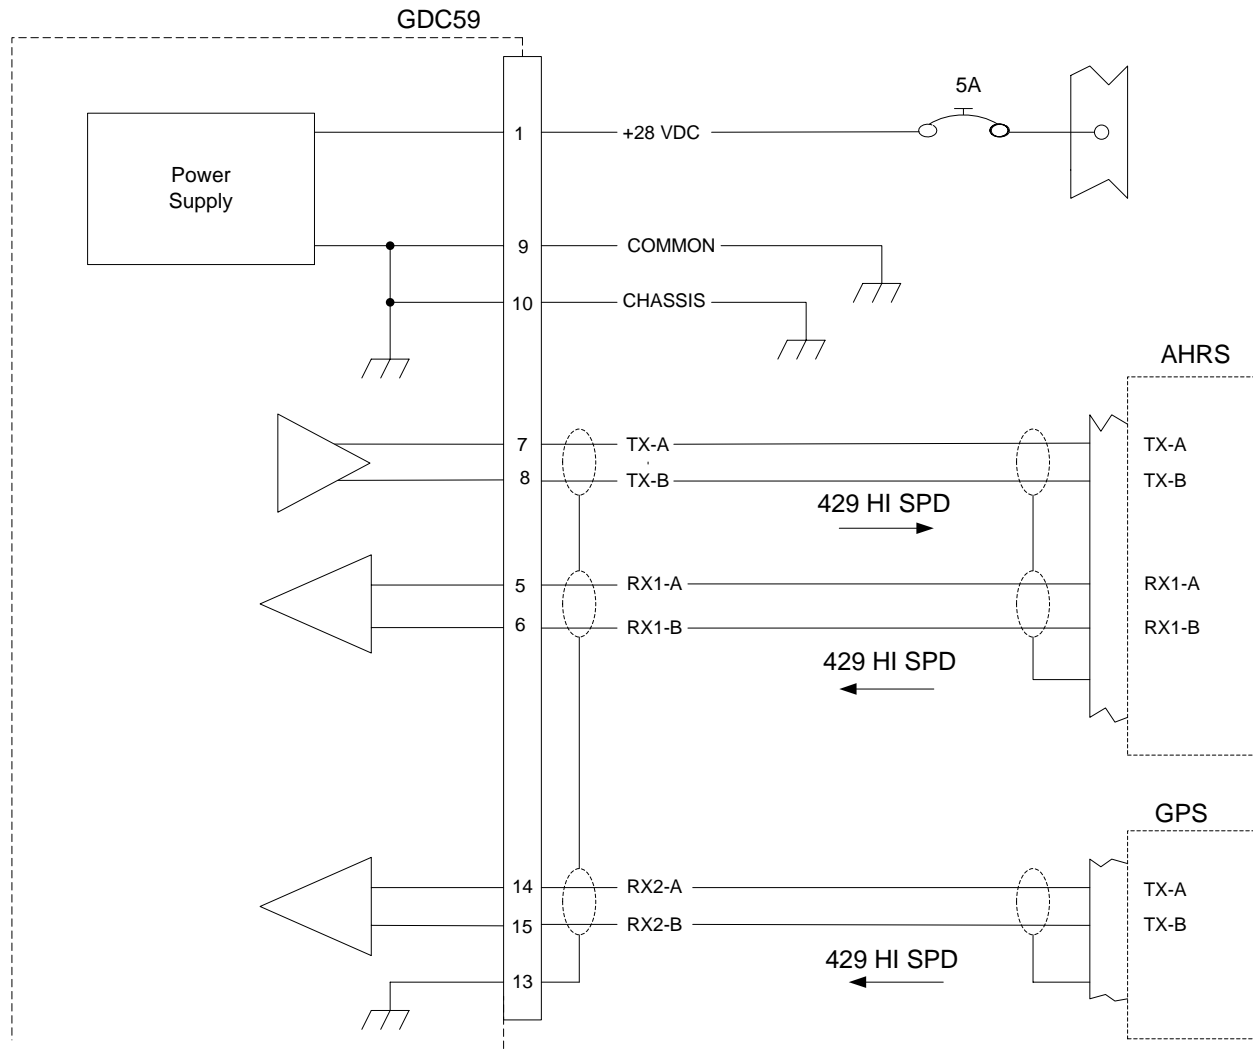 GDC59
5A
1
+28 VDC
Power
Supply
9
COMMON
10
CHASSIS
AHRS
7
TX-A
TX-A
8
TX-B
TX-B
429 HI SPD
5
RX1-A
RX1-A
6
RX1-B
RX1-B
429 HI SPD
GPS
14
RX2-A
TX-A
15
RX2-B
TX-B
429 HI SPD
13